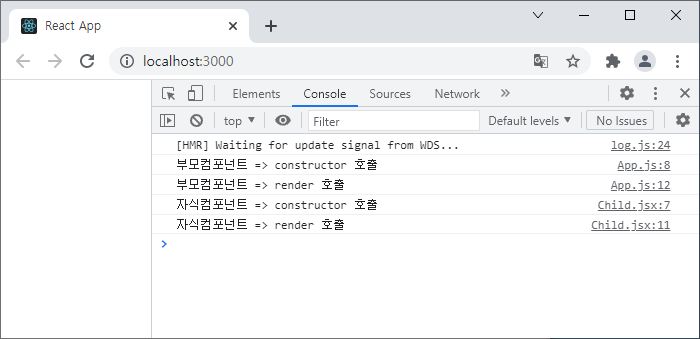 React App
localhost:3000
Elements Console Sources Network
top Filter Default levels No Issues
[HMR] Waiting for update signal from WDS... log.js:24
부모컴포넌트 => constructor 호출 App.js:8
부모컴포넌트 => render 호출 App.js:12
자식컴포넌트 => constructor 호출 Child.jsx:7
자식컴포넌트 => render 호출 Child.jsx:11